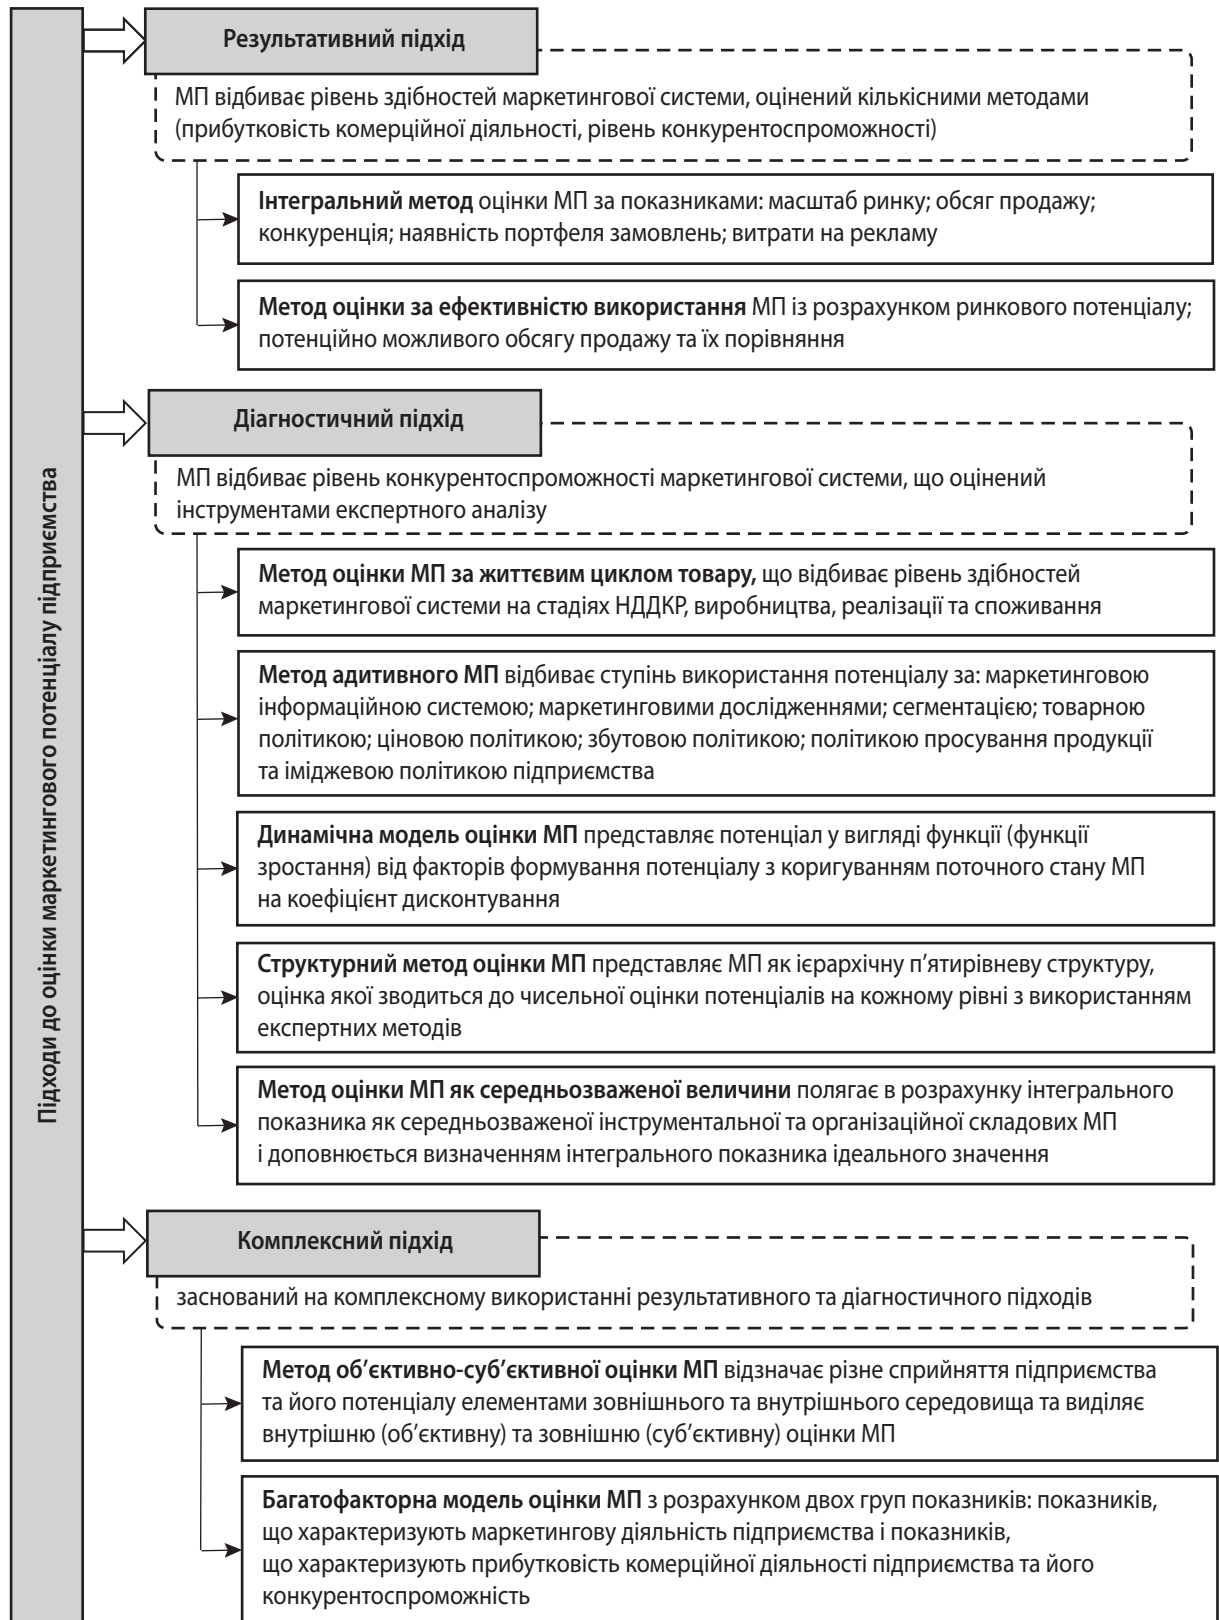 Підходи до оцінки маркетингового потенціалу підприємства
Результативний підхід
МП відбиває рівень здібностей маркетингової системи, оцінений кількісними методами
(прибутковість комерційної діяльності, рівень конкурентоспроможності)
Інтегральний метод оцінки МП за показниками: масштаб ринку; обсяг продажу;
конкуренція; наявність портфеля замовлень; витрати на рекламу
Метод оцінки за ефективністю використання МП із розрахунком ринкового потенціалу;
потенційно можливого обсягу продажу та їх порівняння
Діагностичний підхід
МП відбиває рівень конкурентоспроможності маркетингової системи, що оцінений
інструментами експертного аналізу
Метод оцінки МП за життєвим циклом товару, що відбиває рівень здібностей
маркетингової системи на стадіях НДДКР, виробництва, реалізації та споживання
Метод адитивного МП відбиває ступінь використання потенціалу за: маркетинговою
інформаційною системою; маркетинговими дослідженнями; сегментацією; товарною
політикою; ціновою політикою; збутовою політикою; політикою просування продукції
та іміджевою політикою підприємства
Динамічна модель оцінки МП представляє потенціал у вигляді функції (функції
зростання) від факторів формування потенціалу з коригуванням поточного стану МП
на коефіцієнт дисконтування
Структурний метод оцінки МП представляє МП як ієрархічну п’ятирівневу структуру,
оцінка якої зводиться до чисельної оцінки потенціалів на кожному рівні з використанням
експертних методів
Метод оцінки МП як середньозваженої величини полягає в розрахунку інтегрального
показника як середньозваженої інструментальної та організаційної складових МП
і доповнюється визначенням інтегрального показника ідеального значення
Комплексний підхід
заснований на комплексному використанні результативного та діагностичного підходів
Метод об’єктивно-суб’єктивної оцінки МП відзначає різне сприйняття підприємства
та його потенціалу елементами зовнішнього та внутрішнього середовища та виділяє
внутрішню (об’єктивну) та зовнішню (суб’єктивну) оцінки МП
Багатофакторна модель оцінки МП з розрахунком двох груп показників: показників,
що характеризують маркетингову діяльність підприємства і показників,
що характеризують прибутковість комерційної діяльності підприємства та його
конкурентоспроможність